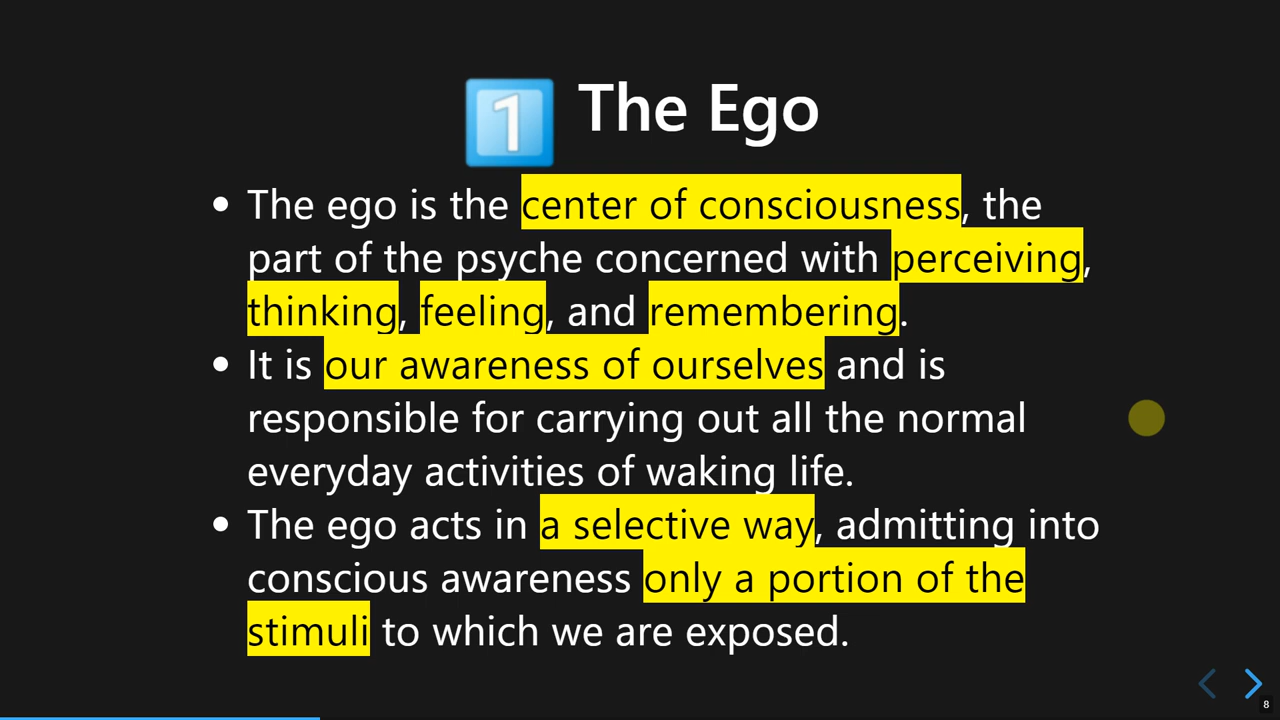 1 The Ego
• The ego is the center of consciousness, the
part of the psyche concerned with perceiving,
thinking, feeling, and remembering.
• It is our awareness of ourselves and is
responsible for carrying out all the normal
everyday activities of waking life.
• The ego acts in a selective way, admitting into
conscious awareness only a portion of the
stimuli to which we are exposed.
8